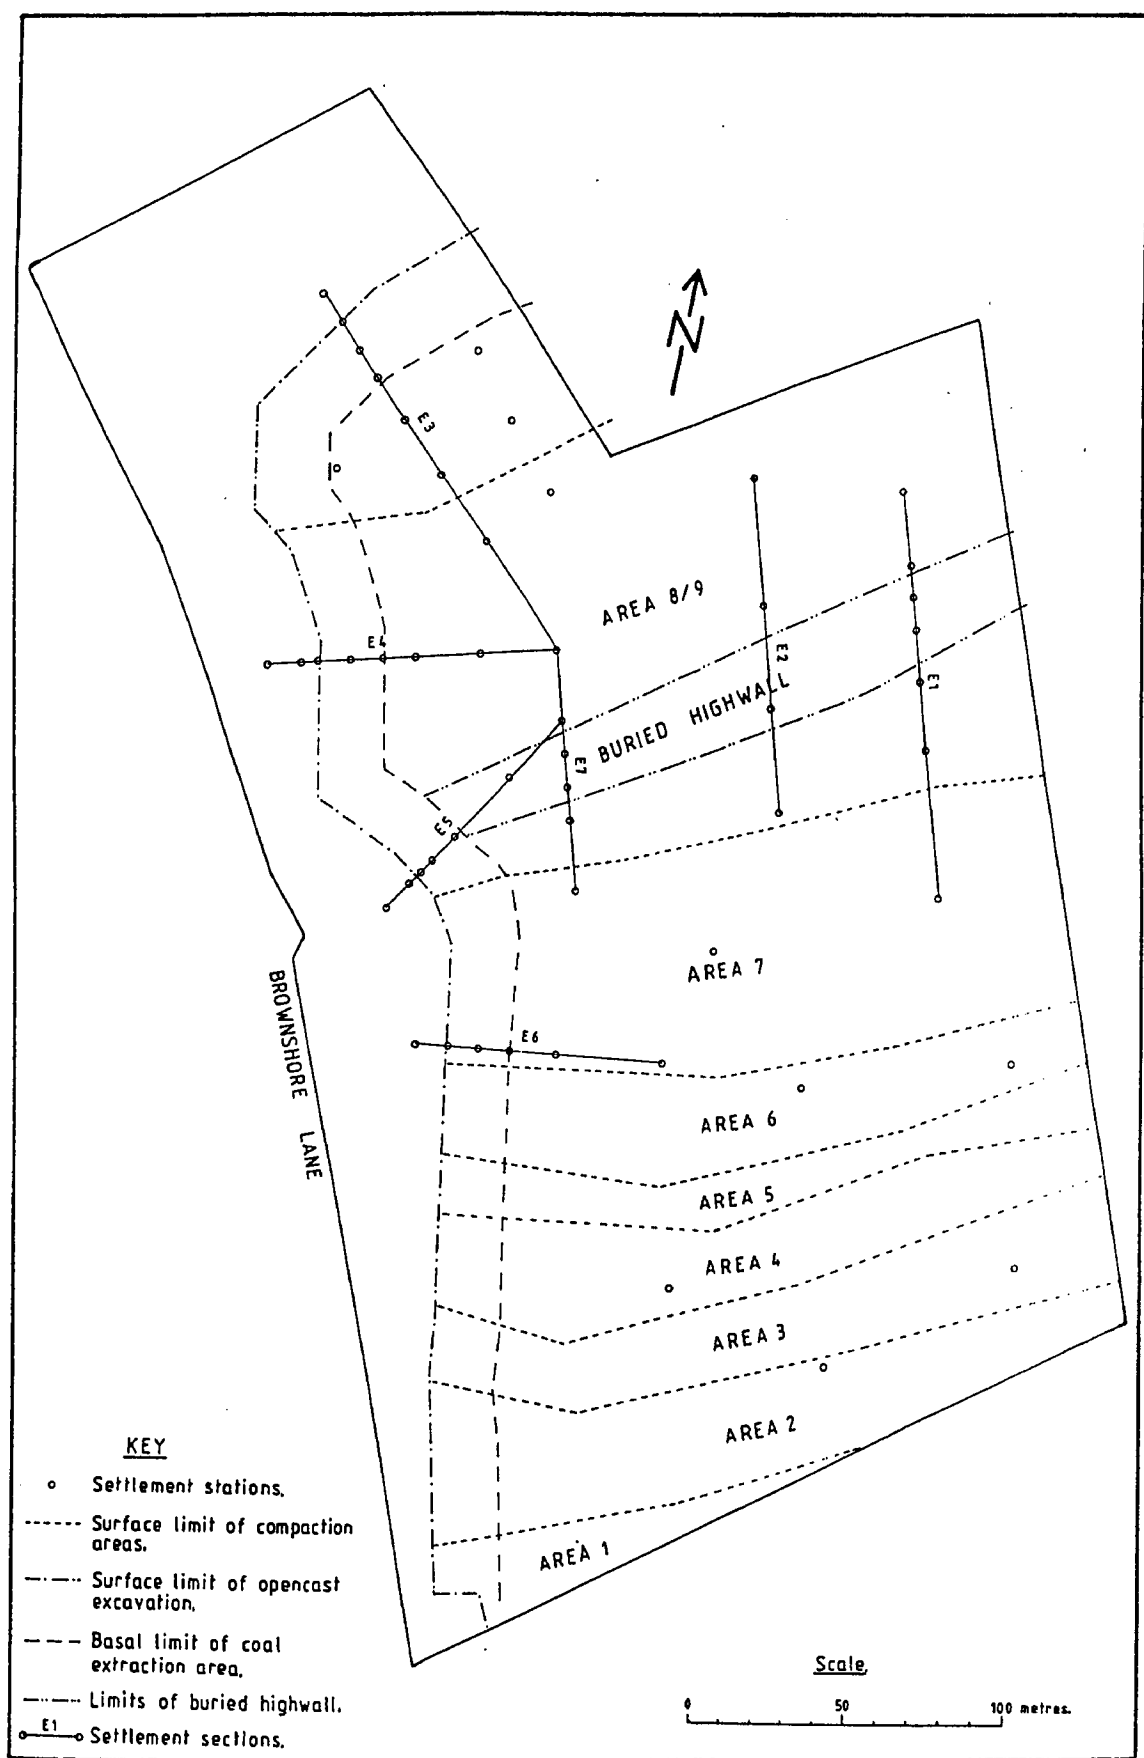 N
E3
AREA 8/9
E4
E2
E1
BURIED HIGHWALL
E7
E5
AREA 7
E6
BROWNSHORE LANE
AREA 6
AREA 5
AREA 4
AREA 3
AREA 2
AREA 1
KEY
Settlement stations.
Surface limit of compaction
areas.
Surface limit of opencast
excavation.
Basal limit of coal
extraction area.
Limits of buried highwall.
E1 Settlement sections.
Scale.
0 50 100 metres.